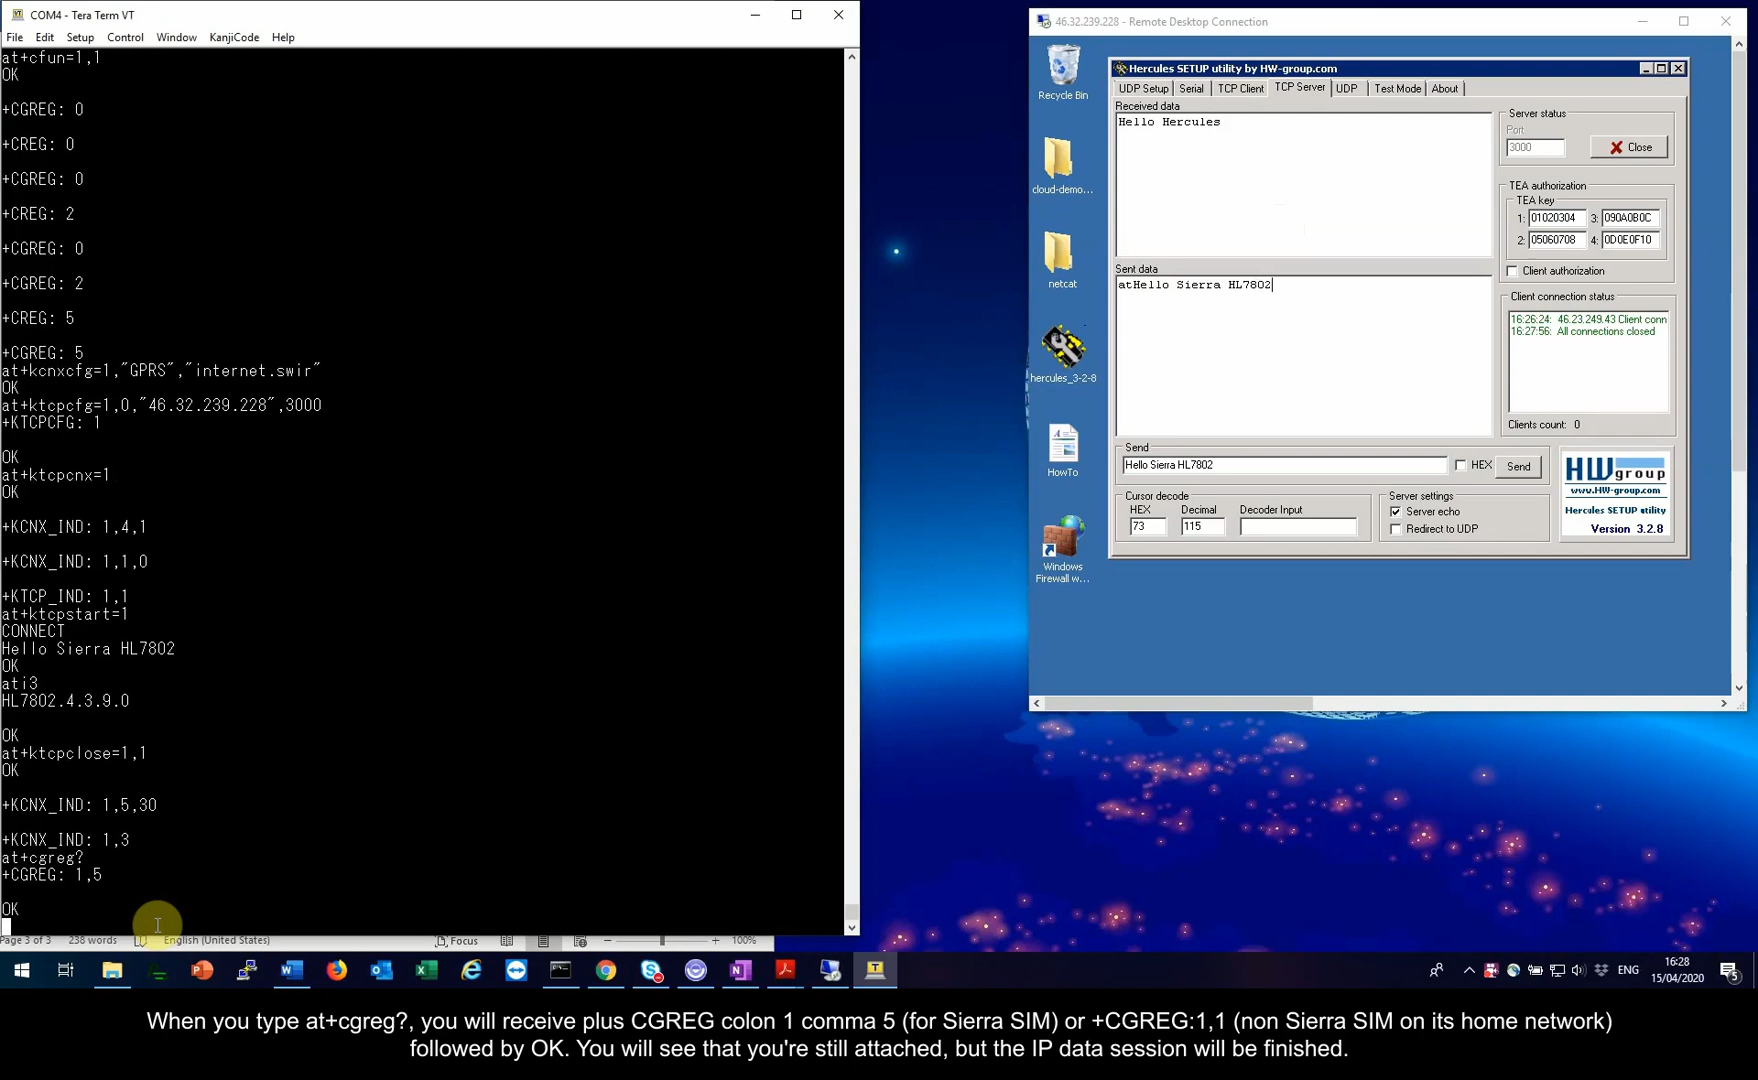 COM4 - Tera Term VT
File Edit Setup Control Window KanjiCode Help
at+cfun=1,1
OK
+CGREG: 0
+CREG: 0
+CGREG: 0
+CREG: 2
+CGREG: 0
+CGREG: 2
+CREG: 5
+CGREG: 5
at+kcnxcfg=1,"GPRS","internet.swir"
OK
at+ktcpcfg=1,0,"46.32.239.228",3000
+KTCPCFG: 1
OK
at+ktcpcnx=1
OK
+KCNX_IND: 1,4,1
+KCNX_IND: 1,1,0
+KTCP_IND: 1,1
at+ktcpstart=1
CONNECT
Hello Sierra HL7802
OK
ati3
HL7802.4.3.9.0
OK
at+ktcpclose=1,1
OK
+KCNX_IND: 1,5,30
+KCNX_IND: 1,3
at+cgreg?
+CGREG: 1,5
OK
Page 3 of 3 238 words English (United States) Focus 100%
46.32.239.228 - Remote Desktop Connection
Recycle Bin
cloud-demo...
netcat
hercules_3-2-8
HowTo
Windows
Firewall w...
Hercules SETUP utility by HW-group.com
UDP Setup Serial TCP Client TCP Server UDP Test Mode About
Received data
Hello Hercules
Sent data
atHello Sierra HL7802
Send
Hello Sierra HL7802 HEX Send
Cursor decode
HEX Decimal Decoder Input
73 115
Server settings
Server echo
Redirect to UDP
Server status
Port
3000 Close
TEA authorization
TEA key
1: 01020304 3: 090A0B0C
2: 05060708 4: 0D0E0F10
Client authorization
Client connection status
16:26:24: 46.23.249.43 Client conn
16:27:56: All connections closed
Clients count: 0
HWgroup
www.HW-group.com
Hercules SETUP utility
Version 3.2.8
ENG
16:28
15/04/2020
5
When you type at+cgreg?, you will receive plus CGREG colon 1 comma 5 (for Sierra SIM) or +CGREG:1,1 (non Sierra SIM on its home network)
followed by OK. You will see that you're still attached, but the IP data session will be finished.